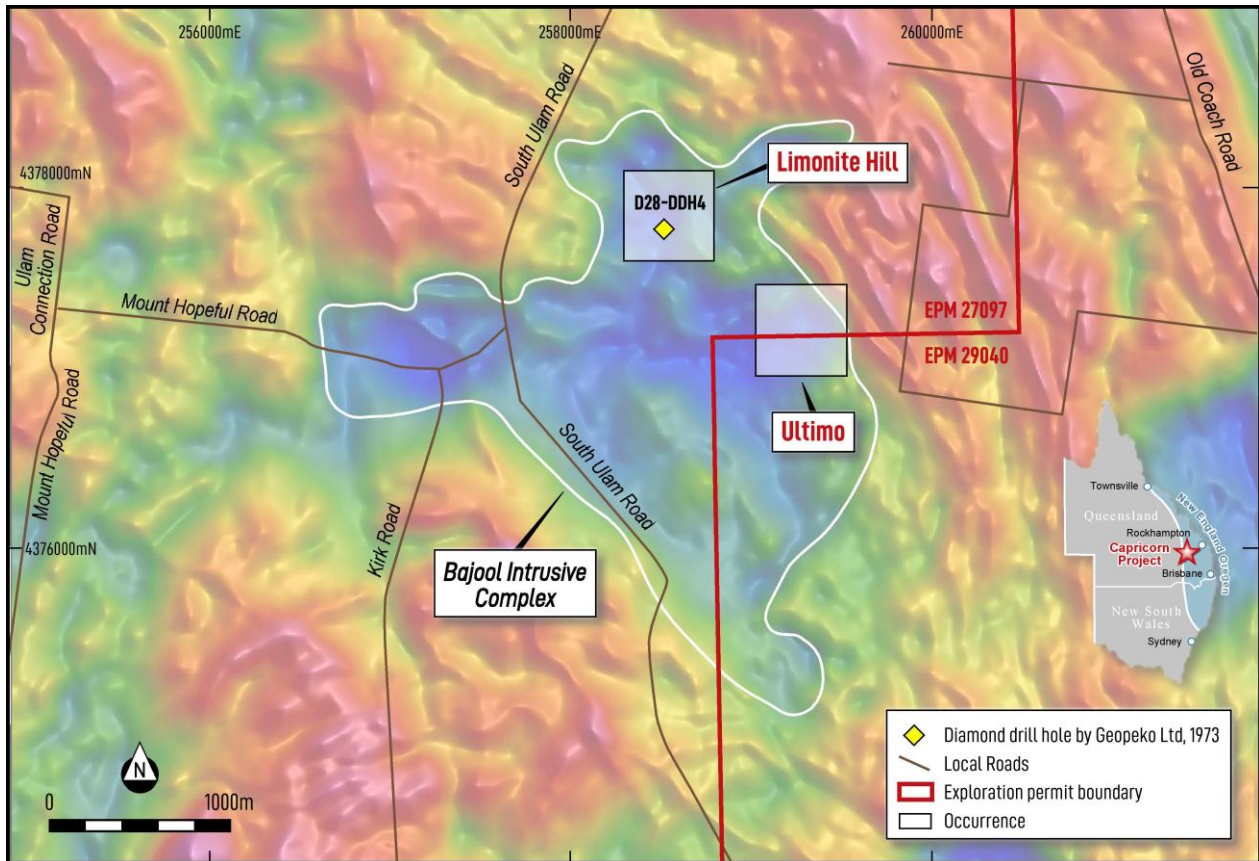 256000mE
258000mE
260000mE
4378000mN
4376000mN
South Ulam Road
Old Coach Road
Limonite Hill
D28-DDH4
Ulam
Connection Road
Mount Hopeful Road
EPM 27097
EPM 29040
Ultimo
Mount Hopeful Road
Kirk Road
South Ulam Road
Bajool Intrusive
Complex
Townsville
Queensland
New England Orogen
Rockhampton
Capricorn
Project
Brisbane
New South
Wales
Sydney
N
0
1000m
Diamond drill hole by Geopeko Ltd, 1973
Local Roads
Exploration permit boundary
Occurrence